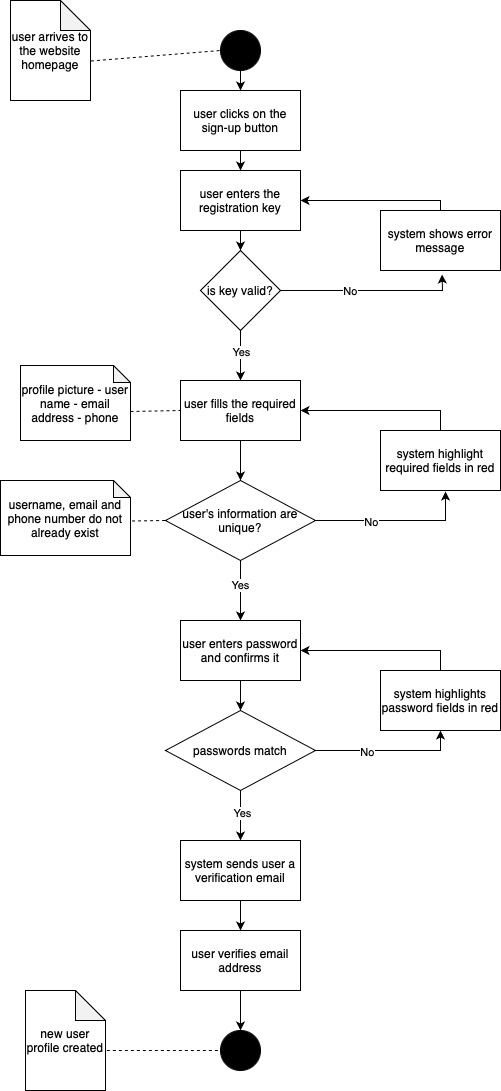 user arrives to
the website
homepage
user clicks on the
sign-up button
user enters the
registration key
system shows error
message
is key valid?
No
Yes
profile picture - user
name - email
address - phone
user fills the required
fields
system highlight
required fields in red
username, email and
phone number do not
already exist
user's information are
unique?
No
Yes
user enters password
and confirms it
system highlights
password fields in red
passwords match
No
Yes
system sends user a
verification email
user verifies email
address
new user
profile created